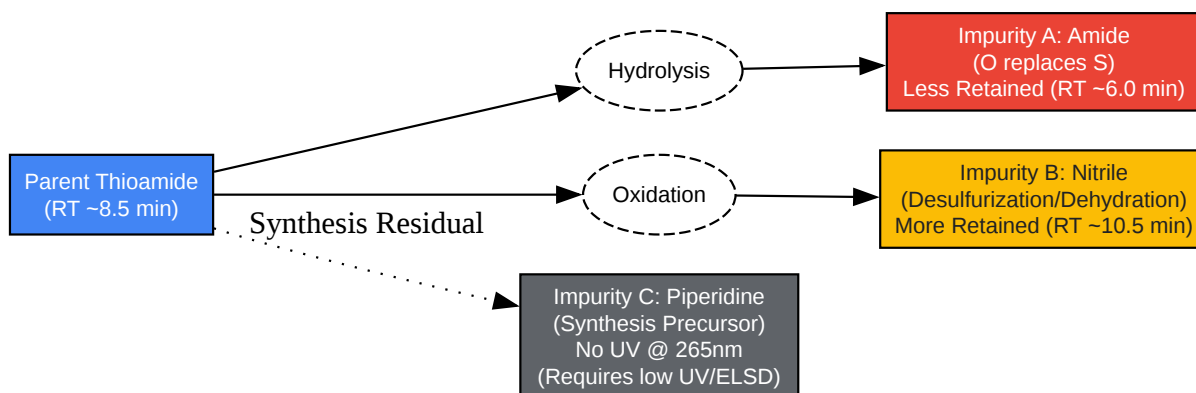 Parent Thioamide
(RT ~8.5 min)
Hydrolysis
Impurity A: Amide
(O replaces S)
Less Retained (RT ~6.0 min)
Oxidation
Impurity B: Nitrile
(Desulfurization/Dehydration)
More Retained (RT ~10.5 min)
Synthesis Residual
Impurity C: Piperidine
(Synthesis Precursor)
No UV @ 265nm
(Requires low UV/ELSD)